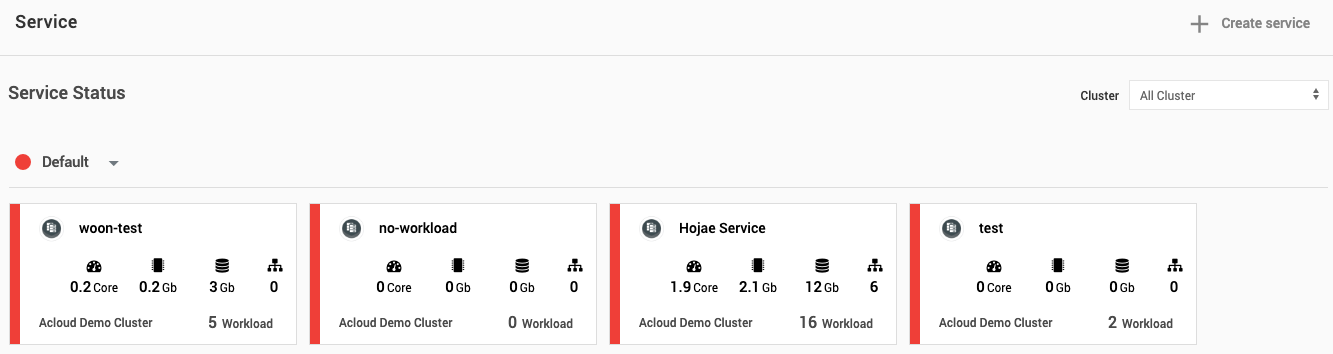 Service
Create service
Service Status
Cluster
All Cluster
Default
woon-test
0.2 Core 0.2 Gb 3 Gb 0
Acloud Demo Cluster 5 Workload
no-workload
0 Core 0 Gb 0 Gb 0
Acloud Demo Cluster 0 Workload
Hojae Service
1.9 Core 2.1 Gb 12 Gb 6
Acloud Demo Cluster 16 Workload
test
0 Core 0 Gb 0 Gb 0
Acloud Demo Cluster 2 Workload